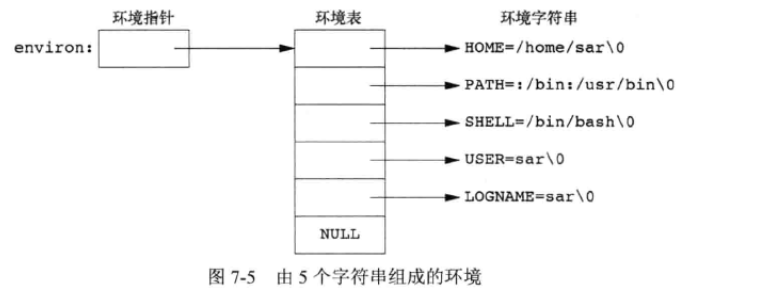 环境指针 环境表 环境字符串
environ: HOME=/home/sar\0
PATH=:/bin:/usr/bin\0
SHELL=/bin/bash\0
USER=sar\0
LOGNAME=sar\0
NULL
图 7-5 由 5 个字符串组成的环境